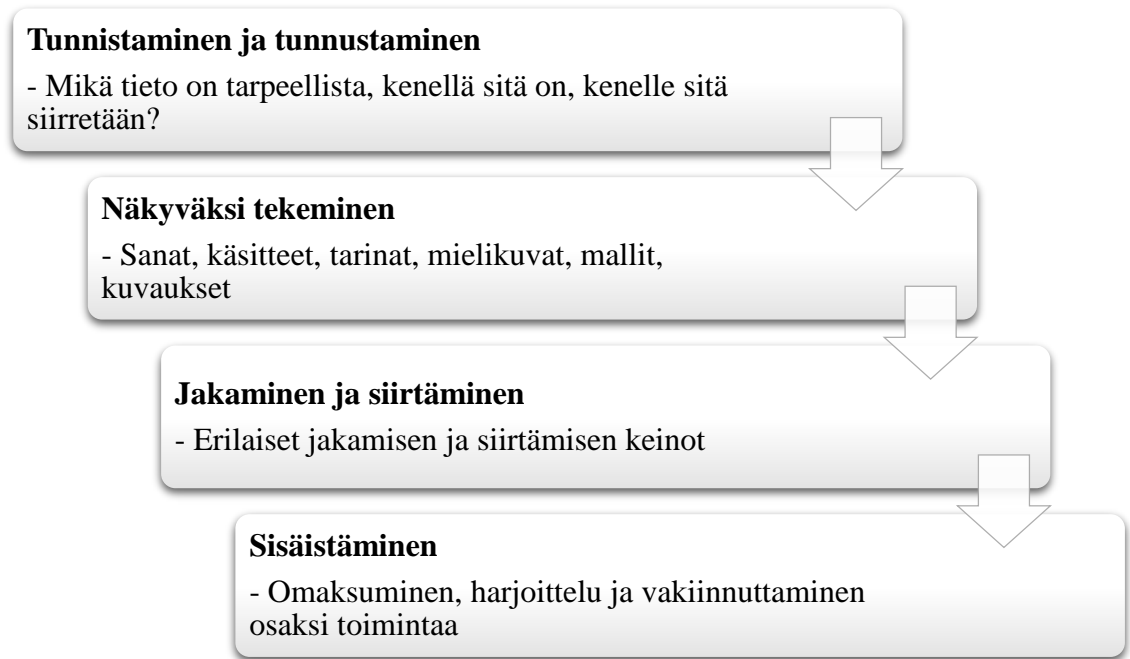 Tunnistaminen ja tunnustaminen
- Mikä tieto on tarpeellista, kenellä sitä on, kenelle sitä
siirretään?
Näkyväksi tekeminen
- Sanat, käsitteet, tarinat, mielikuvat, mallit,
kuvaukset
Jakaminen ja siirtäminen
- Erilaiset jakamisen ja siirtämisen keinot
Sisäistäminen
- Omaksuminen, harjoittelu ja vakiinnuttaminen
osaksi toimintaa